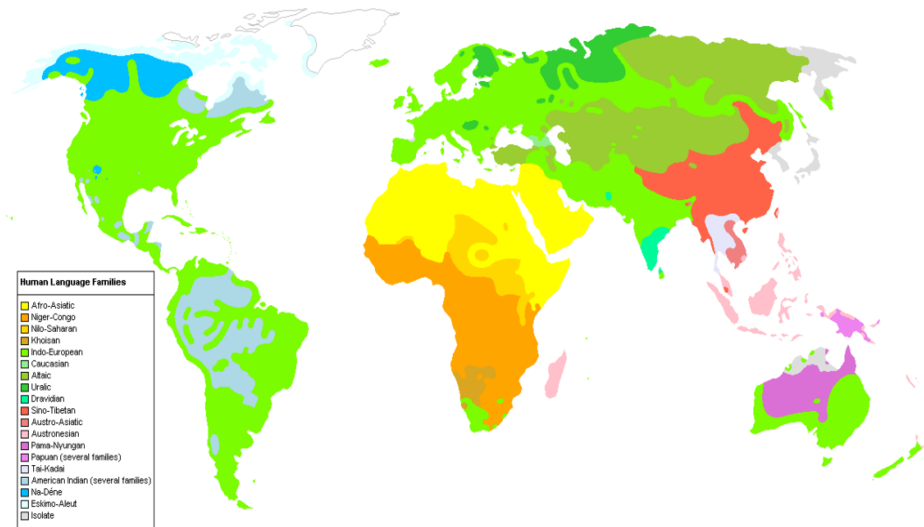 Human Language Families
Afro-Asiatic
Niger-Congo
Nilo-Saharan
Khoisan
Indo-European
Caucasian
Altaic
Uralic
Dravidian
Sino-Tibetan
Austro-Asiatic
Austronesian
Pama-Nyungan
Papuan (several families)
Tai-Kadai
American Indian (several families)
Na-Déne
Eskimo-Aleut
Isolate